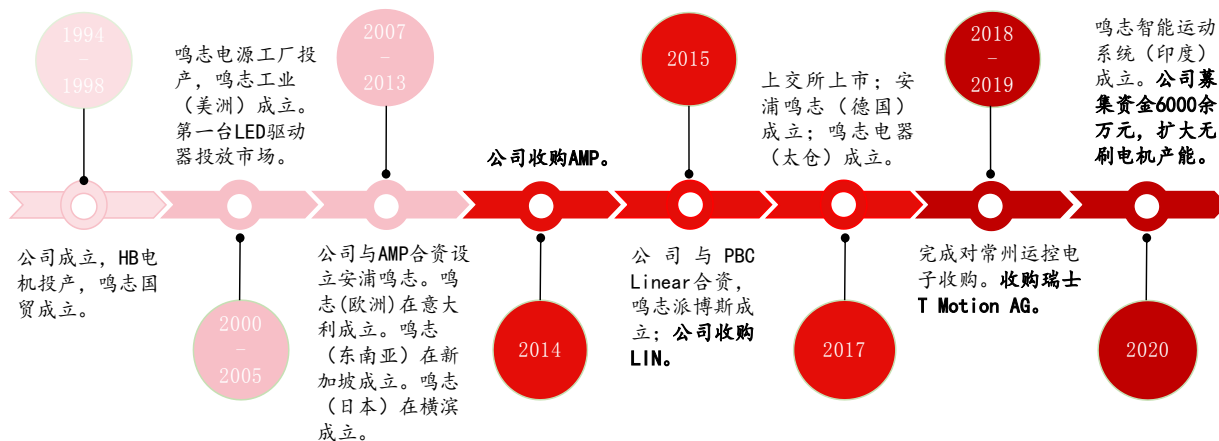 1994
–
1998
公司成立，HB电
机投产，鸣志国
贸成立。
鸣志电源工厂投
产，鸣志工业
（美洲）成立。
第一台LED驱动
器投放市场。
2000
–
2005
2007
–
2013
公司与AMP合资设
立安浦鸣志。鸣
志(欧洲)在意大
利成立。鸣志
（东南亚）在新
加坡成立。鸣志
（日本）在横滨
成立。
公司收购AMP。
2014
2015
公司与PBC
Linear合资，
鸣志派博斯成
立；公司收购
LIN。
上交所上市；安
浦鸣志（德国）
成立；鸣志电器
（太仓）成立。
2017
2018
–
2019
完成对常州运控电
子收购。收购瑞士
T Motion AG。
鸣志智能运动
系统（印度）
成立。公司募
集资金6000余
万元，扩大无
刷电机产能。
2020